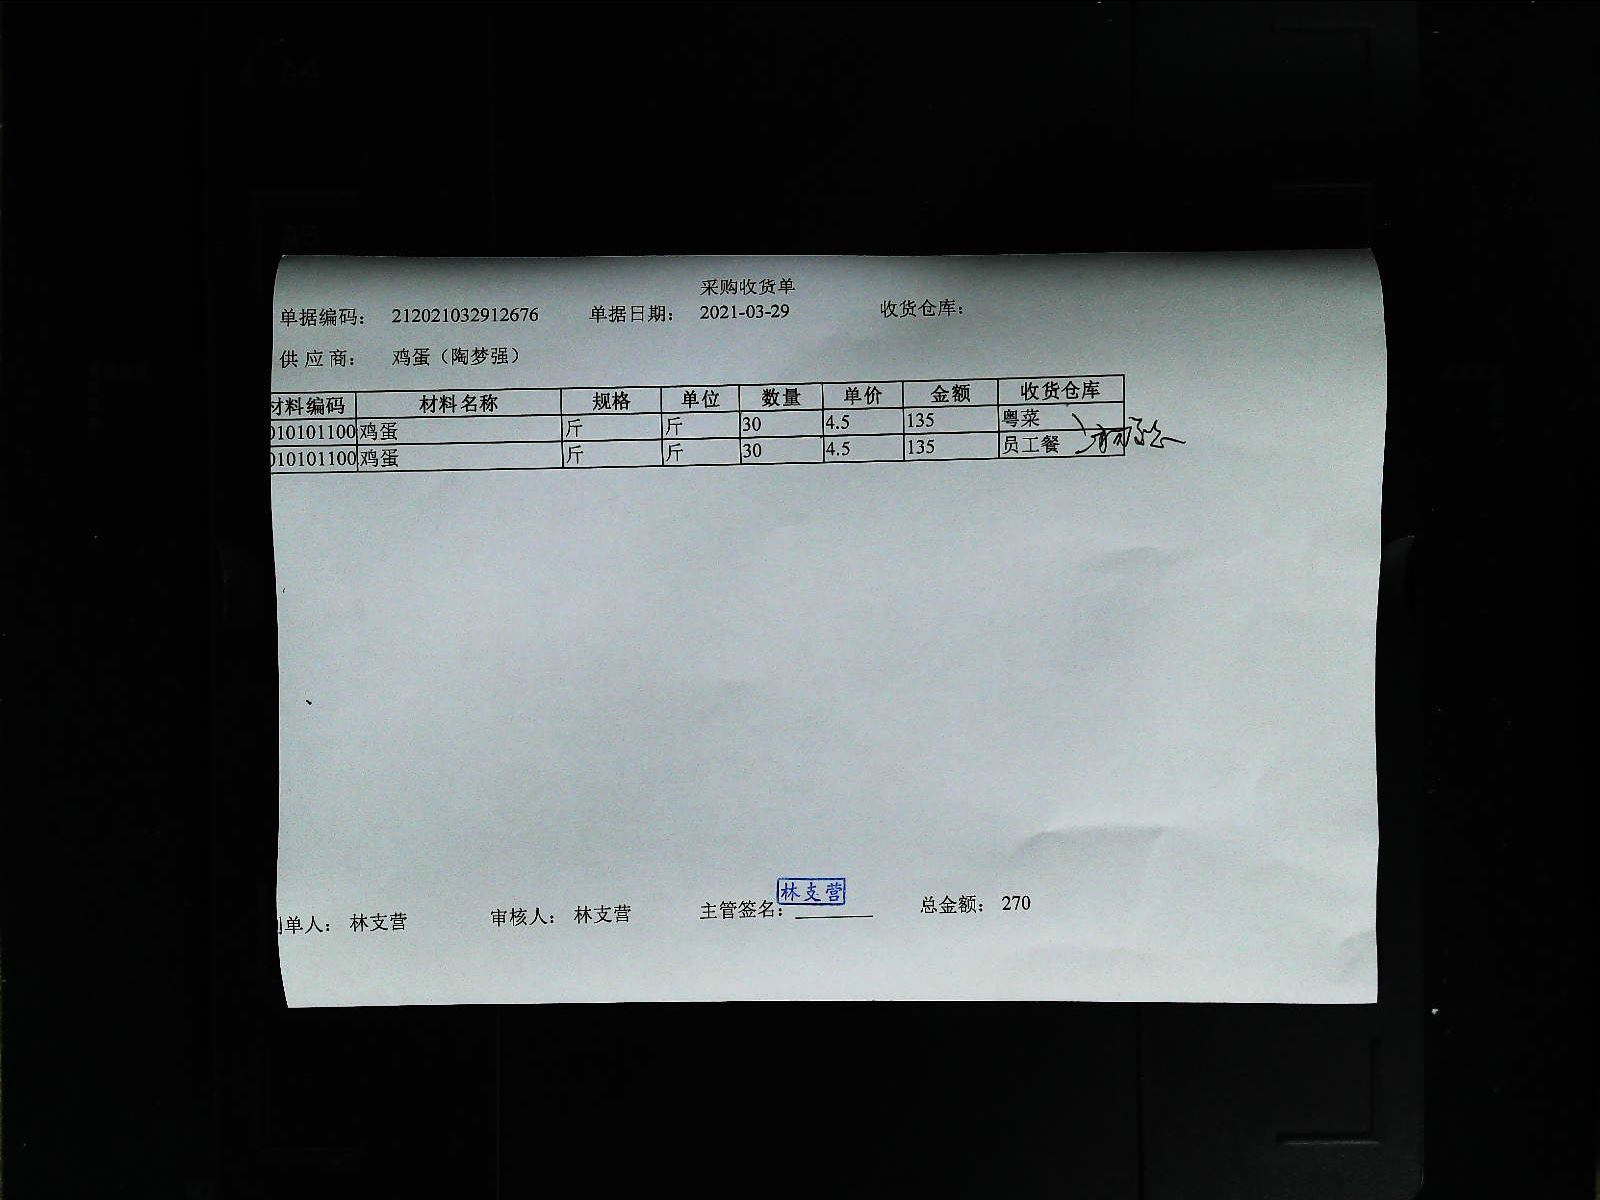 采购收货单
单据编码： 212021032912676 单据日期： 2021-03-29 收货仓库：
供 应 商： 鸡蛋（陶梦强）
材料编码 材料名称 规格 单位 数量 单价 金额 收货仓库
010101100 鸡蛋 斤 斤 30 4.5 135 粤菜
010101100 鸡蛋 斤 斤 30 4.5 135 员工餐
单人： 林支营 审核人： 林支营 主管签名： 林支营 总金额： 270